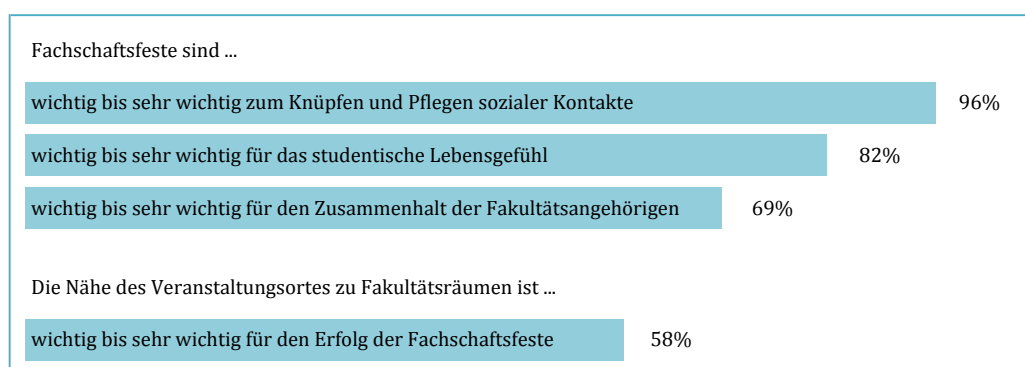 Fachschaftsfeste sind ...
wichtig bis sehr wichtig zum Knüpfen und Pflegen sozialer Kontakte 96%
wichtig bis sehr wichtig für das studentische Lebensgefühl 82%
wichtig bis sehr wichtig für den Zusammenhalt der Fakultätsangehörigen 69%
Die Nähe des Veranstaltungsortes zu Fakultätsräumen ist ...
wichtig bis sehr wichtig für den Erfolg der Fachschaftsfeste 58%